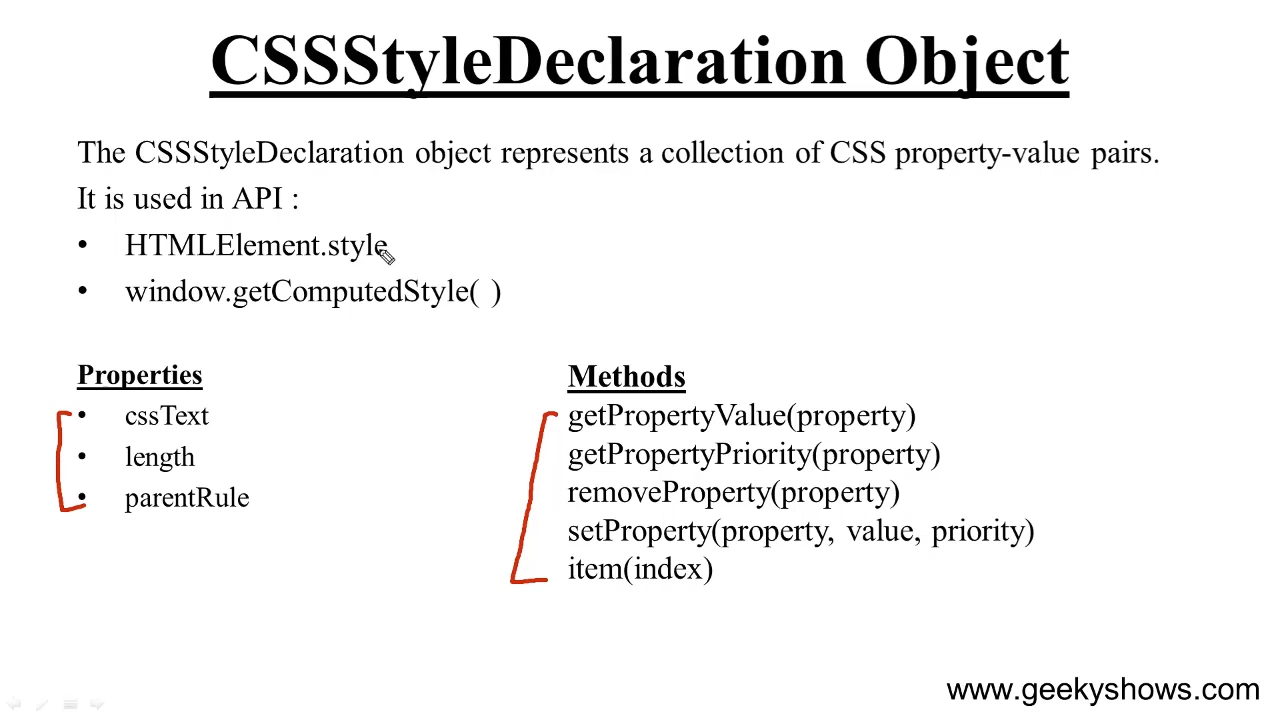 CSSStyleDeclaration Object
The CSSStyleDeclaration object represents a collection of CSS property-value pairs.
It is used in API :
• HTMLElement.style
• window.getComputedStyle( )
Properties
• cssText
• length
• parentRule
Methods
getPropertyValue(property)
getPropertyPriority(property)
removeProperty(property)
setProperty(property, value, priority)
item(index)
www.geekyshows.com